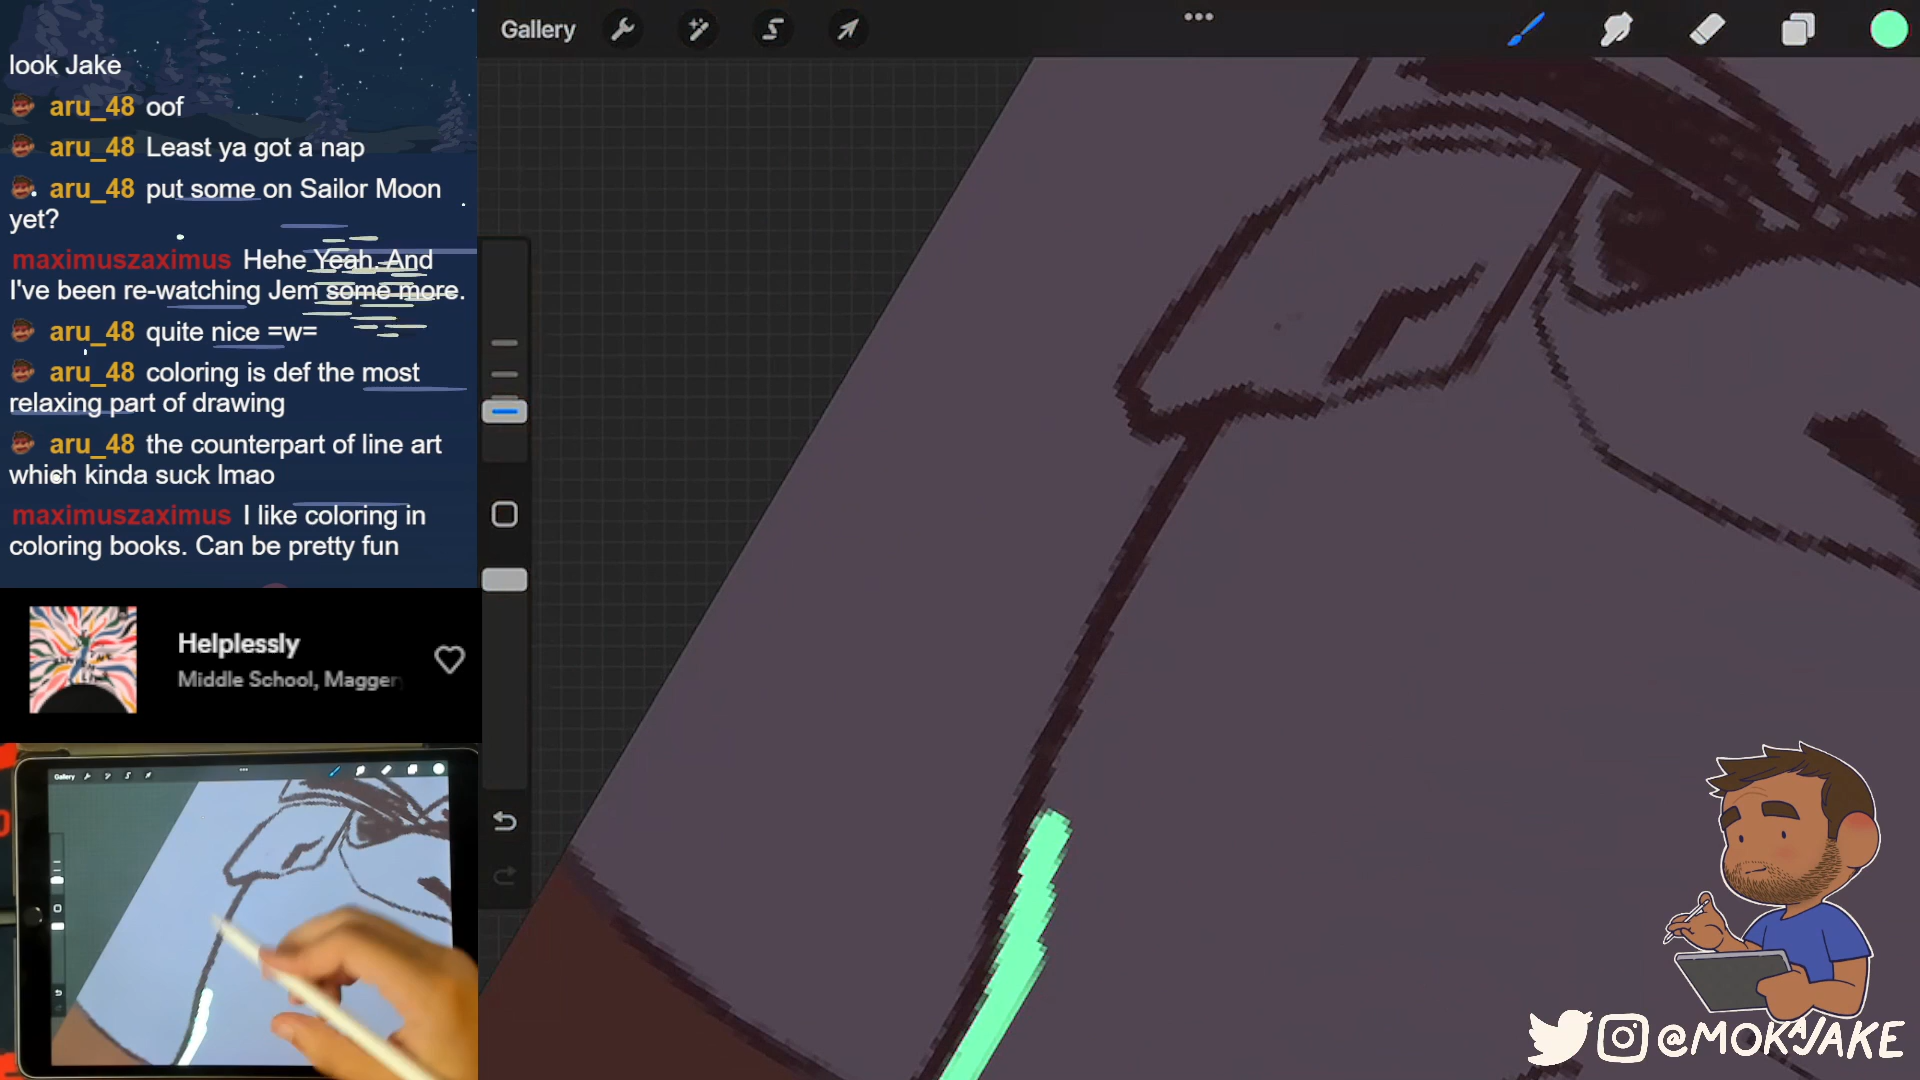 look Jake
aru_48 oof
aru_48 Least ya got a nap
aru_48 put some on Sailor Moon
yet?
maximuszaximus Hehe Yeah. And
I've been re-watching Jem some more.
aru_48 quite nice =w=
aru_48 coloring is def the most
relaxing part of drawing
aru_48 the counterpart of line art
which kinda suck lmao
maximuszaximus I like coloring in
coloring books. Can be pretty fun
Helplessly
Middle School, Magger
Gallery
Gallery
@MOKAJAKE